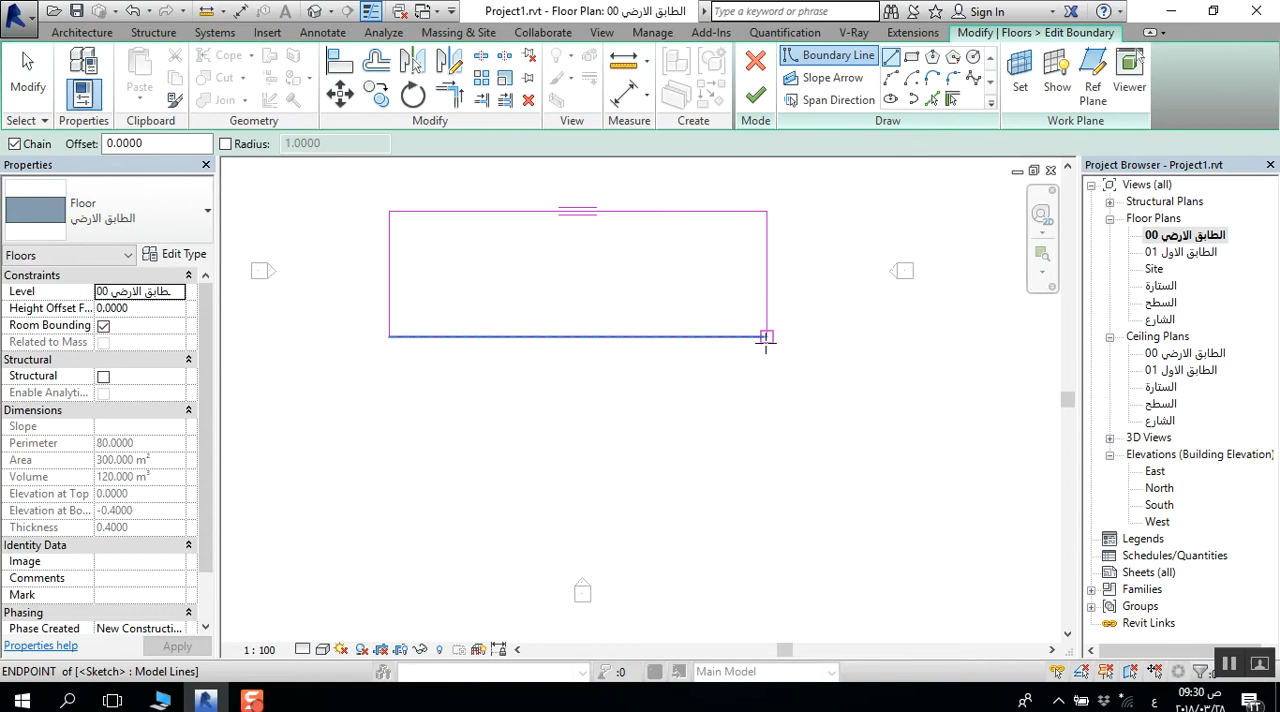 Project1.rvt - Floor Plan: الطابق الارضي 00
Type a keyword or phrase
Sign In
Architecture Structure Systems Insert Annotate Analyze Massing & Site Collaborate View Manage Add-Ins Quantification V-Ray Extensions Modify | Floors > Edit Boundary
Modify
Paste
Cope
Cut
Join
Boundary Line
Slope Arrow
Span Direction
Set
Show
Ref
Plane
Viewer
Select Properties Clipboard Geometry Modify View Measure Create Mode Draw Work Plane
Chain Offset: 0.0000 Radius: 1.0000
Properties
Floor
الطابق الارضي
Floors
Edit Type
Constraints
Level طابق الارضي 00
Height Offset F... 0.0000
Room Bounding
Related to Mass
Structural
Structural
Enable Analyti...
Dimensions
Slope
Perimeter 80.0000
Area 300.000 m²
Volume 120.000 m³
Elevation at Top 0.0000
Elevation at Bo... -0.4000
Thickness 0.4000
Identity Data
Image
Comments
Mark
Phasing
Phase Created New Constructi...
Properties help
Apply
2D
Project Browser - Project1.rvt
Views (all)
Structural Plans
Floor Plans
الطابق الارضي 00
الطابق الاول 01
Site
الستارة
السطح
الشارع
Ceiling Plans
الطابق الارضي 00
الطابق الاول 01
الستارة
السطح
الشارع
3D Views
Elevations (Building Elevation)
East
North
South
West
Legends
Schedules/Quantities
Sheets (all)
Families
Groups
Revit Links
1 : 100
ENDPOINT of [<Sketch> : Model Lines]
:0
Main Model
:0
ع
09:30 ص
٢٠١٨/٠٣/٢٨